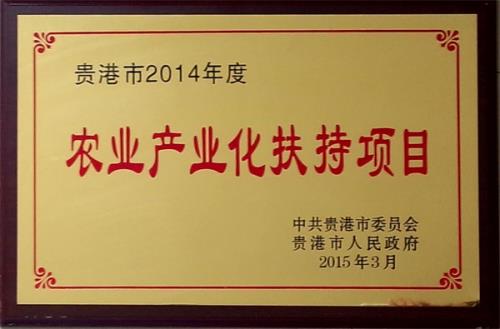 贵港市2014年度
农业产业化扶持项目
中共贵港市委员会
贵港市人民政府
2015年3月